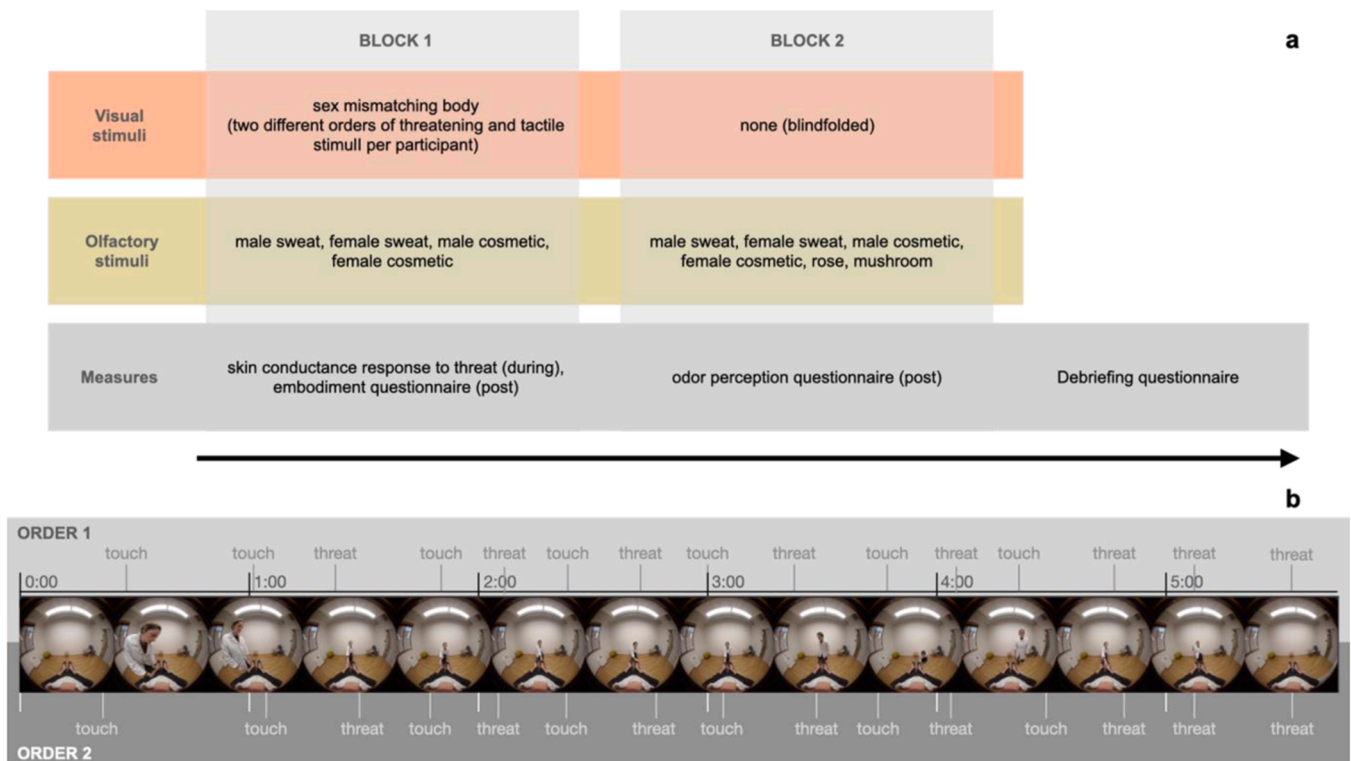 BLOCK 1
BLOCK 2
a
Visual
stimuli
sex mismatching body
(two different orders of threatening and tactile
stimull per participant)
none (blindfolded)
Olfactory
stimuli
male sweat, female sweat, male cosmetic,
female cosmetic
male sweat, female sweat, male cosmetic,
female cosmetic, rose, mushroom
Measures
skin conductance response to threat (during),
embodiment questionnaire (post)
odor perception questionnaire (post)
Debriefing questionnaire
b
ORDER 1
touch touch threat touch threat touch threat touch threat touch threat touch threat threat threat
0:00 1:00 2:00 3:00 4:00 5:00
touch touch threat touch threat touch threat touch threat touch threat touch threat threat threat
ORDER 2